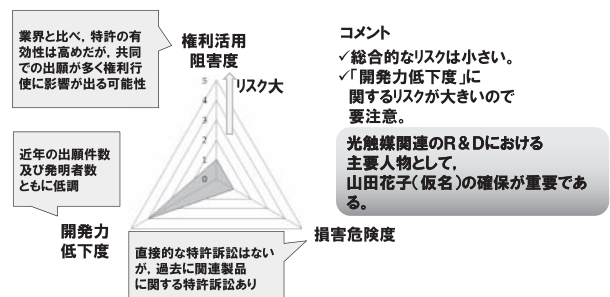 業界と比べ，特許の有
効性は高めだが，共同
での出願が多く権利行
使に影響が出る可能性
権利活用
阻害度
5
4
3
2
1
0
リスク大
近年の出願件数
及び発明者数
ともに低調
開発力
低下度
直接的な特許訴訟はない
が，過去に関連製品
に関する特許訴訟あり
損害危険度
コメント
✓総合的なリスクは小さい。
✓「開発力低下度」に
関するリスクが大きいので
要注意。
光触媒関連のR＆Dにおける
主要人物として，
山田花子（仮名）の確保が重要であ
る。